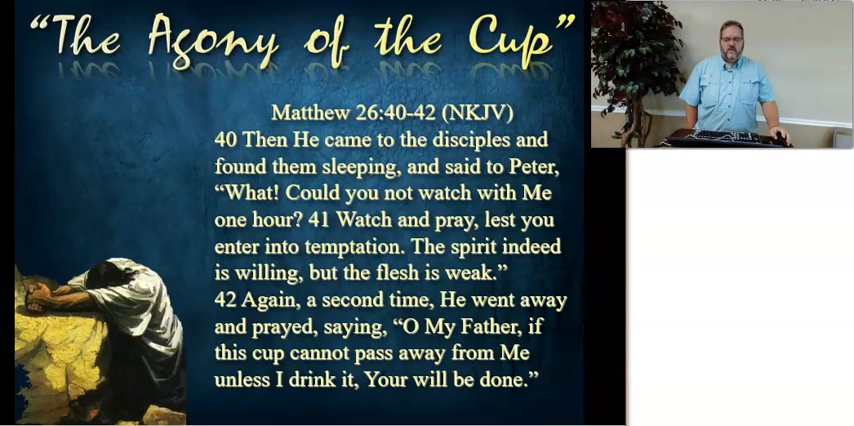 “The Agony of the Cup”
Matthew 26:40-42 (NKJV)
40 Then He came to the disciples and
found them sleeping, and said to Peter,
“What! Could you not watch with Me
one hour? 41 Watch and pray, lest you
enter into temptation. The spirit indeed
is willing, but the flesh is weak.”
42 Again, a second time, He went away
and prayed, saying, “O My Father, if
this cup cannot pass away from Me
unless I drink it, Your will be done.”